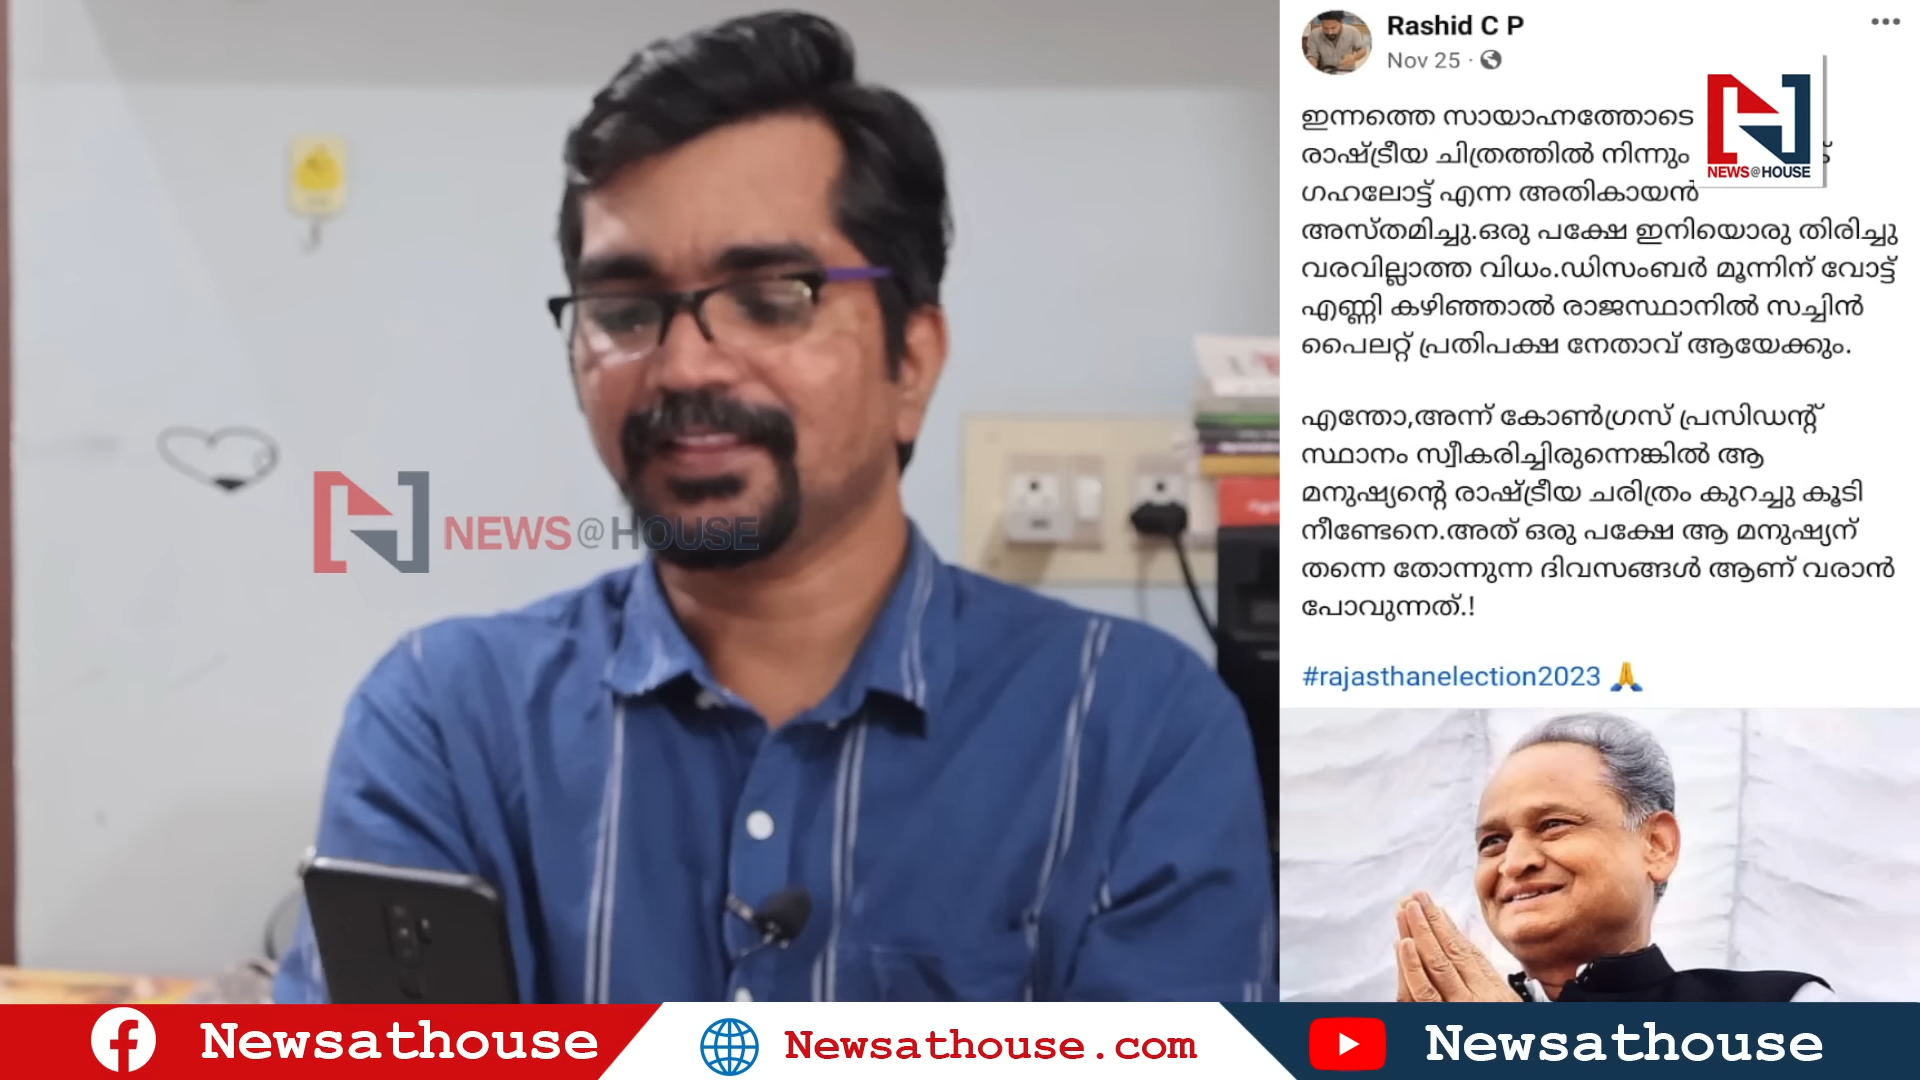 Rashid C P
Nov 25
ഇന്നത്തെ സായാഹ്നത്തോടെ
രാഷ്ട്രീയ ചിത്രത്തിൽ നിന്നും
ഗഹലോട്ട് എന്ന അതികായൻ
അസ്തമിച്ചു.ഒരു പക്ഷേ ഇനിയൊരു തിരിച്ചു
വരവില്ലാത്ത വിധം.ഡിസംബർ മൂന്നിന് വോട്ട്
എണ്ണി കഴിഞ്ഞാൽ രാജസ്ഥാനിൽ സച്ചിൻ
പൈലറ്റ് പ്രതിപക്ഷ നേതാവ് ആയേക്കും.
എന്തോ,അന്ന് കോൺഗ്രസ് പ്രസിഡന്റ്
സ്ഥാനം സ്വീകരിച്ചിരുന്നെങ്കിൽ ആ
മനുഷ്യന്റെ രാഷ്ട്രീയ ചരിത്രം കുറച്ചു കൂടി
നീണ്ടേനെ.അത് ഒരു പക്ഷേ ആ മനുഷ്യന്
തന്നെ തോന്നുന്ന ദിവസങ്ങൾ ആണ് വരാൻ
പോവുന്നത്.!
#rajasthanelection2023 🙏
NEWS@HOUSE
NEWS@HOUSE
Newsathouse
Newsathouse.com
Newsathouse